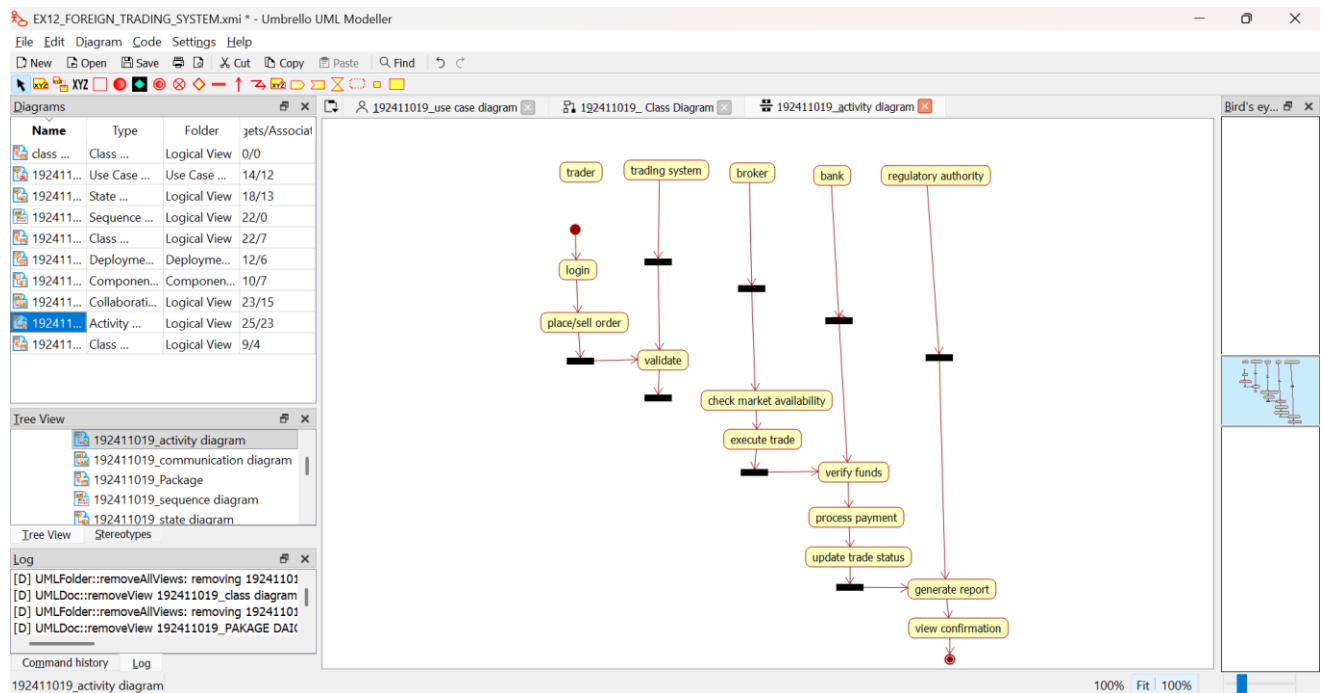 EX12_FOREIGN_TRADING_SYSTEM.xmi * - Umbrello UML Modeller
File Edit Diagram Code Settings Help
New Open Save Cut Copy Paste Find
XYZ
Diagrams
192411019_use case diagram
192411019_ Class Diagram
192411019_activity diagram
Bird's ey...
Name Type Folder gets/Associat
class ... Class ... Logical View 0/0
192411... Use Case ... Use Case ... 14/12
192411... State ... Logical View 18/13
192411... Sequence ... Logical View 22/0
192411... Class ... Logical View 22/7
192411... Deployme... Deployme... 12/6
192411... Componen... Componen... 10/7
192411... Collaborati... Logical View 23/15
192411... Activity ... Logical View 25/23
192411... Class ... Logical View 9/4
Tree View
192411019_activity diagram
192411019_communication diagram
192411019_Package
192411019_sequence diagram
192411019 state diagram
Tree View Stereotypes
Log
[D] UMLFolder::removeAllViews: removing 19241101
[D] UMLDoc::removeView 192411019_class diagram
[D] UMLFolder::removeAllViews: removing 19241101
[D] UMLDoc::removeView 192411019_PAKAGE DAIC
Command history Log
trader
trading system
broker
bank
regulatory authority
login
place/sell order
validate
check market availability
execute trade
verify funds
process payment
update trade status
generate report
view confirmation
192411019_activity diagram
100% Fit 100%